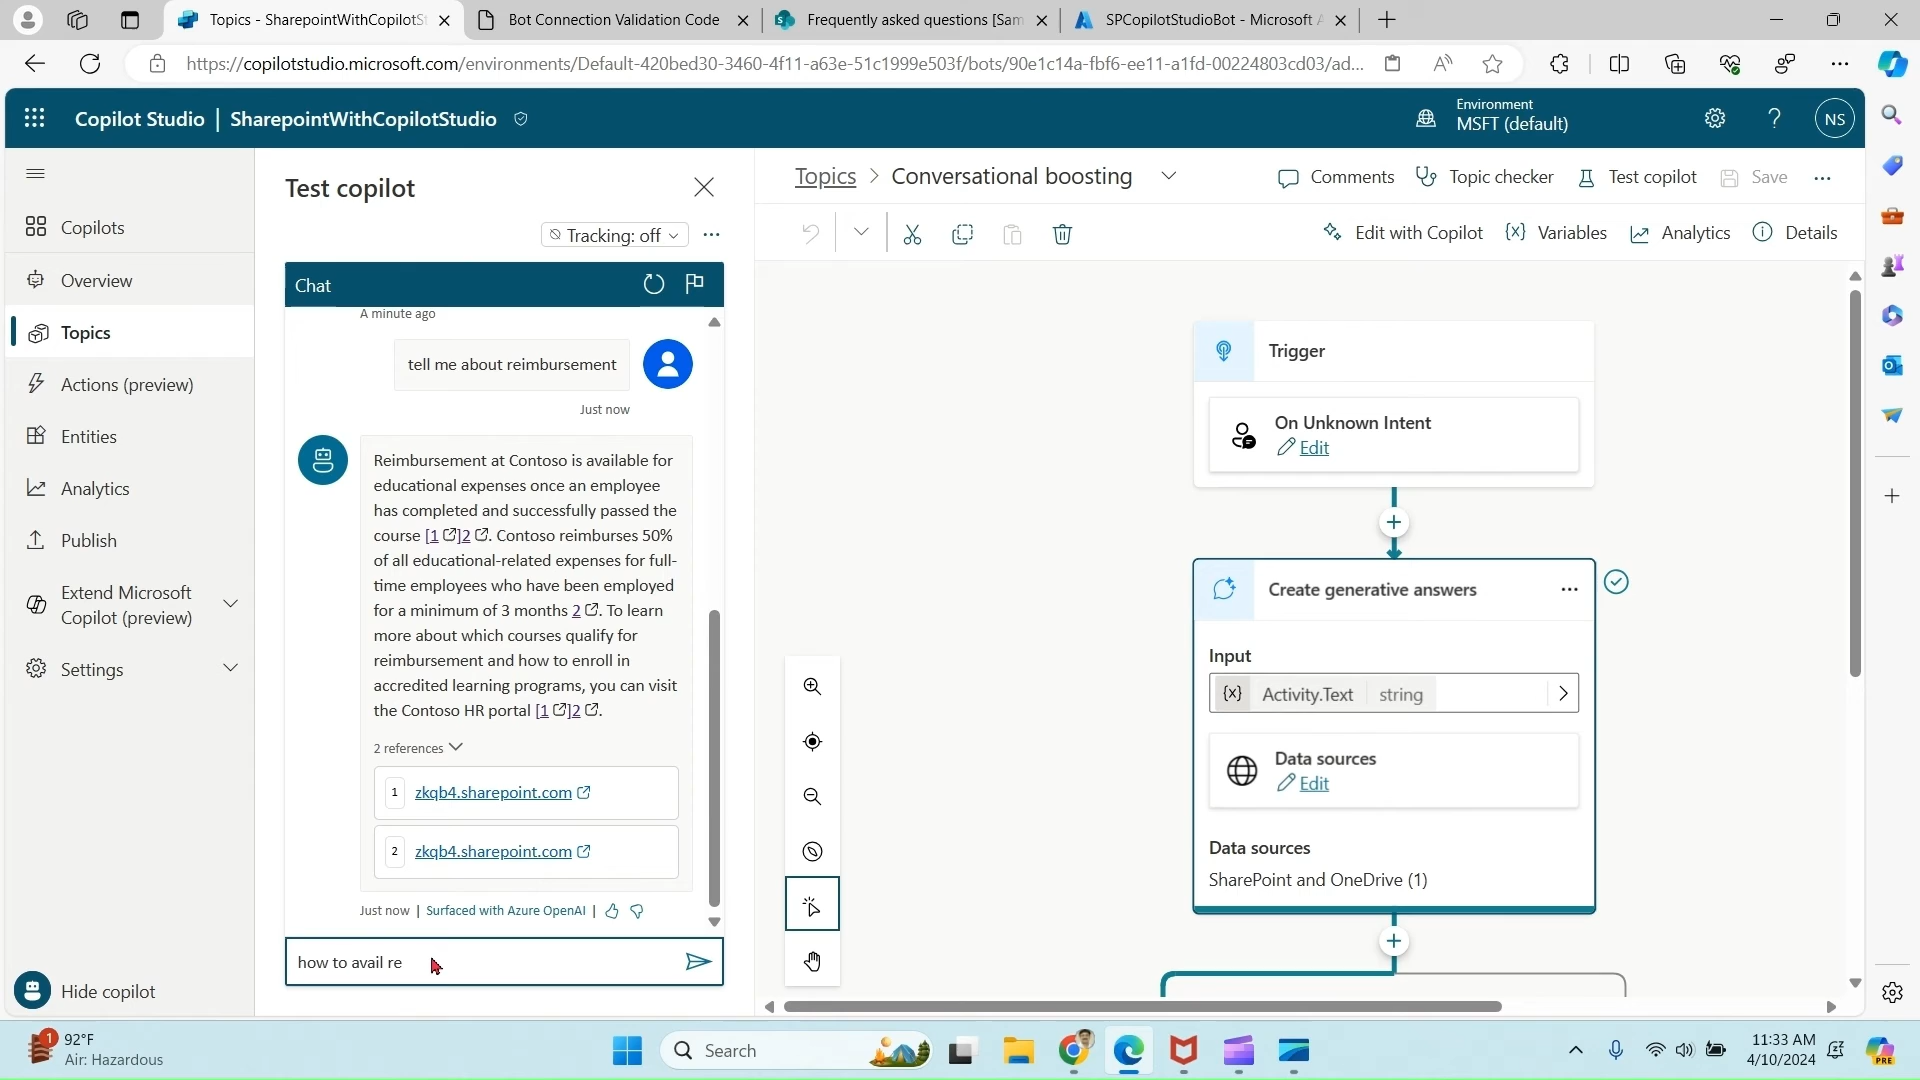 Topics - SharepointWithCopilotSt
Bot Connection Validation Code
Frequently asked questions [Sam
SPCopilotStudioBot - Microsoft A
https://copilotstudio.microsoft.com/environments/Default-420bed30-3460-4f11-a63e-51c1999e503f/bots/90e1c14a-fbf6-ee11-a1fd-00224803cd03/ad...
Copilot Studio | SharepointWithCopilotStudio
Environment
MSFT (default)
NS
Copilots
Overview
Topics
Actions (preview)
Entities
Analytics
Publish
Extend Microsoft
Copilot (preview)
Settings
Hide copilot
Test copilot
Tracking: off
Chat
A minute ago
tell me about reimbursement
Just now
Reimbursement at Contoso is available for
educational expenses once an employee
has completed and successfully passed the
course [1]2. Contoso reimburses 50%
of all educational-related expenses for full-
time employees who have been employed
for a minimum of 3 months 2. To learn
more about which courses qualify for
reimbursement and how to enroll in
accredited learning programs, you can visit
the Contoso HR portal [1]2.
2 references
1 zkqb4.sharepoint.com
2 zkqb4.sharepoint.com
Just now | Surfaced with Azure OpenAI |
how to avail re
Topics > Conversational boosting
Comments
Topic checker
Test copilot
Save
Edit with Copilot
{x} Variables
Analytics
Details
Trigger
On Unknown Intent
Edit
Create generative answers
Input
{x} Activity.Text string
Data sources
Edit
Data sources
SharePoint and OneDrive (1)
1
92°F
Air: Hazardous
Search
11:33 AM
4/10/2024
PRE